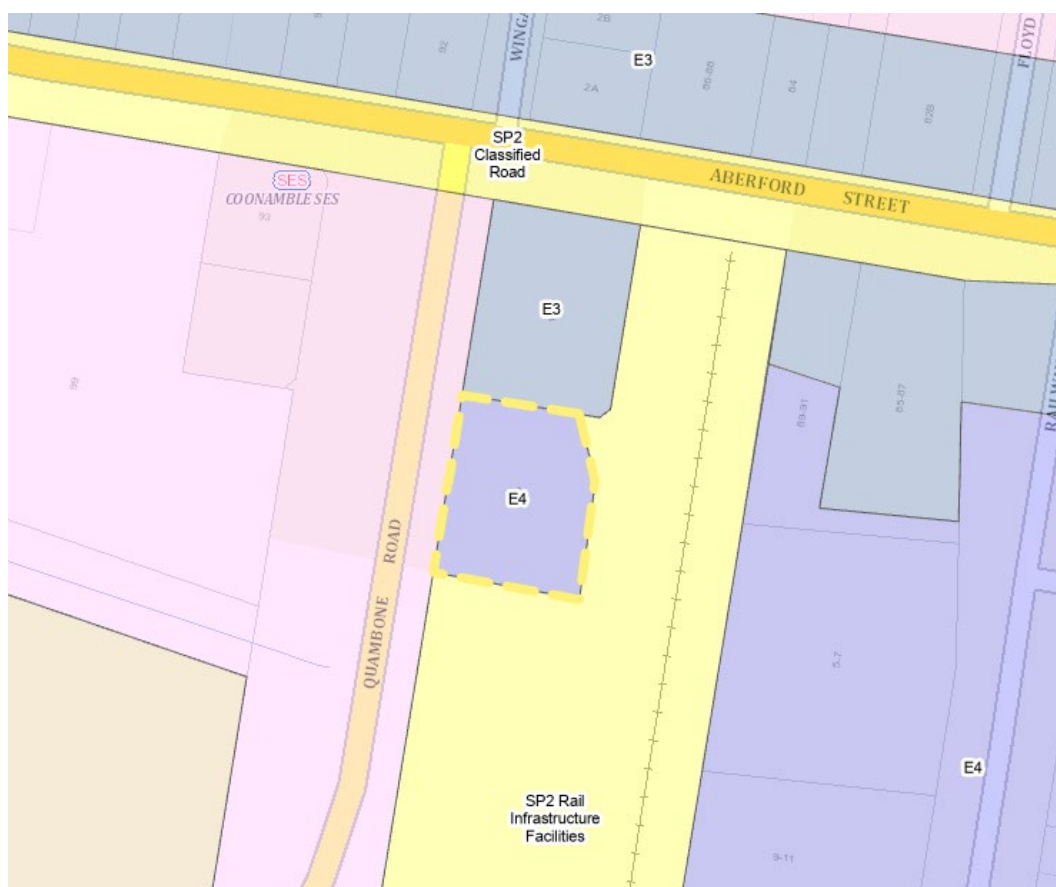 2B
WINGA
92
E3
FLOYD
2A
86-88
84
82B
SP2
Classified
Road
ABERFORD STREET
SES
COONAMBLE SES
93
E3
99
89-91
85-87
RAILWA
E4
QUAMBONE ROAD
5-7
E4
SP2 Rail
Infrastructure
Facilities
9-11